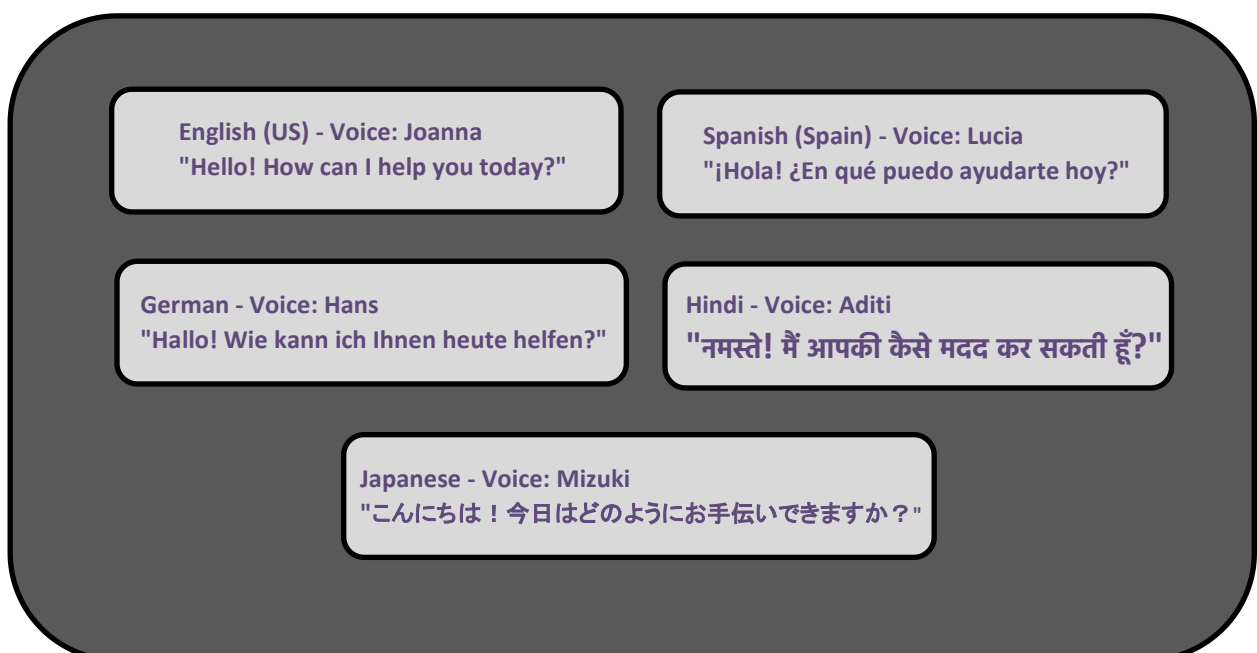 English (US) - Voice: Joanna
"Hello! How can I help you today?"
Spanish (Spain) - Voice: Lucia
"¡Hola! ¿En qué puedo ayudarte hoy?"
German - Voice: Hans
"Hallo! Wie kann ich Ihnen heute helfen?"
Hindi - Voice: Aditi
"नमस्ते! मैं आपकी कैसे मदद कर सकती हूँ?"
Japanese - Voice: Mizuki
"こんにちは！今日はどのようにお手伝いできますか？"